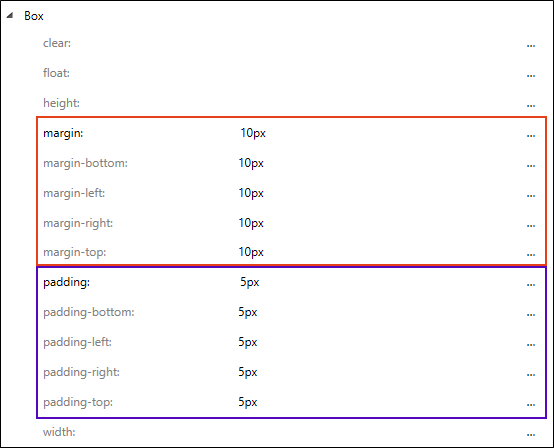 Box
clear: ...
float: ...
height: ...
margin: 10px ...
margin-bottom: 10px ...
margin-left: 10px ...
margin-right: 10px ...
margin-top: 10px ...
padding: 5px ...
padding-bottom: 5px ...
padding-left: 5px ...
padding-right: 5px ...
padding-top: 5px ...
width: ...